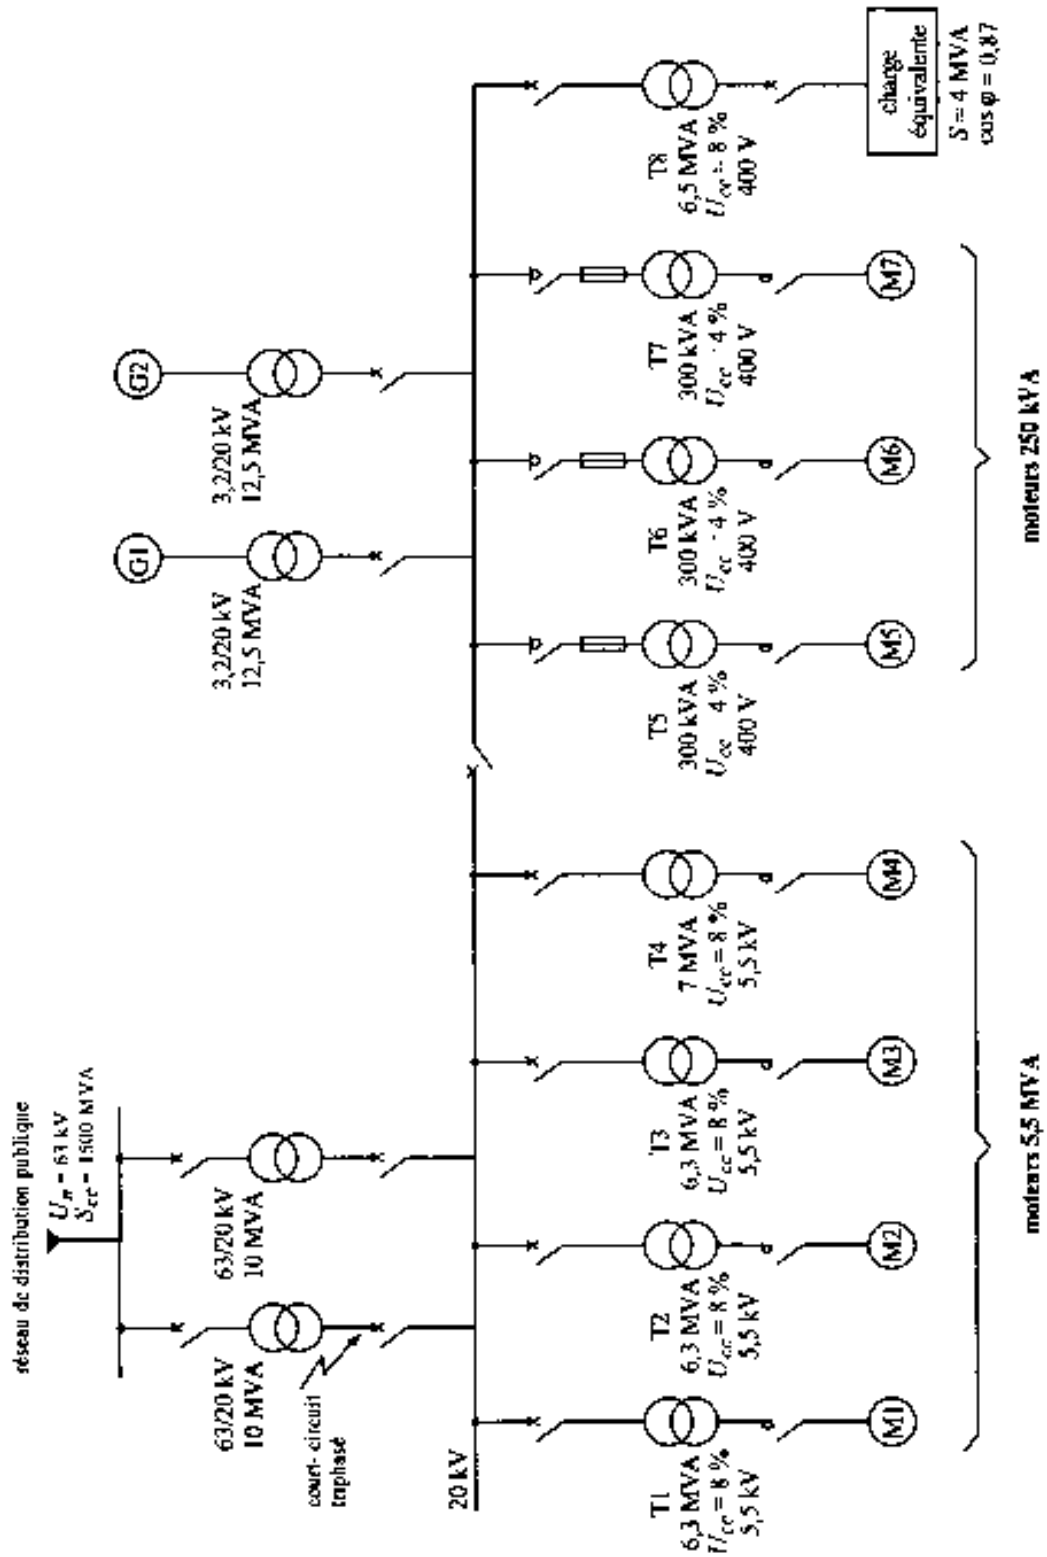 réseau de distribution publique
U_n = 63 kV
S_cc = 1500 MVA
63/20 kV
10 MVA
63/20 kV
10 MVA
court-circuit
triphasé
G1
3,2/20 kV
12,5 MVA
G2
3,2/20 kV
12,5 MVA
20 kV
T1
6,3 MVA
U_cc = 8 %
5,5 kV
T2
6,3 MVA
U_cc = 8 %
5,5 kV
T3
6,3 MVA
U_cc = 8 %
5,5 kV
T4
7 MVA
U_cc = 8 %
5,5 kV
T5
300 kVA
U_cc 4 %
400 V
T6
300 kVA
U_cc - 4 %
400 V
T7
300 kVA
U_cc - 4 %
400 V
T8
6,5 MVA
U_cc = 8 %
400 V
M1
M2
M3
M4
M5
M6
M7
charge
équivalente
S = 4 MVA
cos φ = 0,87
moteurs 5,5 MVA
moteurs 250 kVA